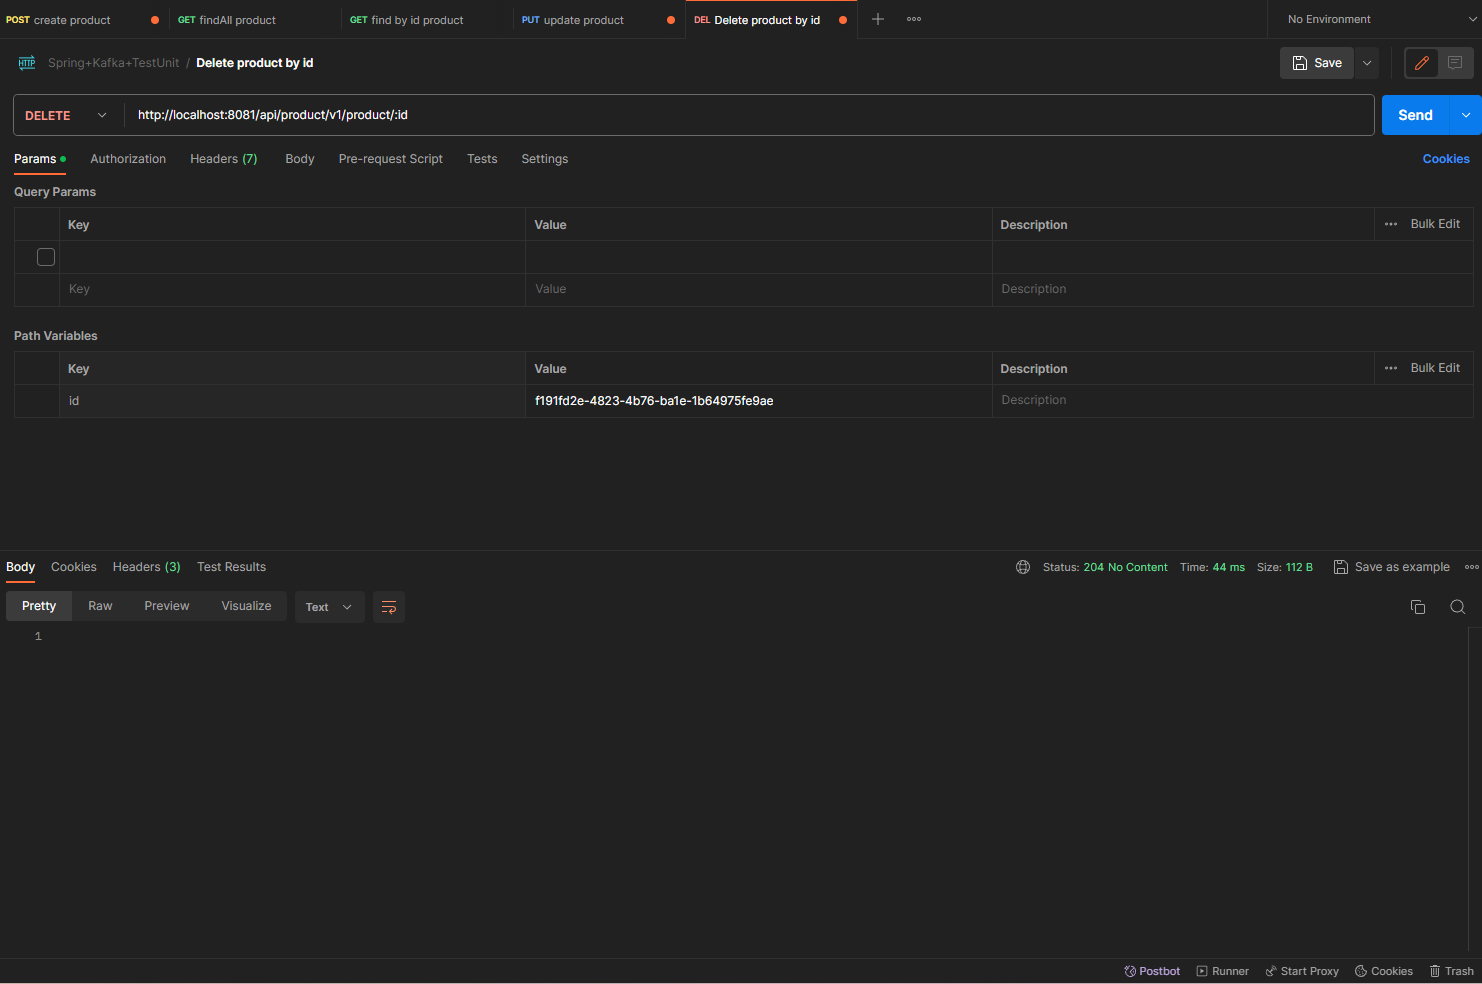 POST create product GET findAll product GET find by id product PUT update product DEL Delete product by id No Environment
HTTP Spring+Kafka+TestUnit / Delete product by id Save
DELETE http://localhost:8081/api/product/v1/product/:id Send
Params Authorization Headers (7) Body Pre-request Script Tests Settings Cookies
Query Params
Key Value Description Bulk Edit
Key Value Description
Path Variables
Key Value Description Bulk Edit
id f191fd2e-4823-4b76-ba1e-1b64975fe9ae Description
Body Cookies Headers (3) Test Results Status: 204 No Content Time: 44 ms Size: 112 B Save as example
Pretty Raw Preview Visualize Text
1
Postbot Runner Start Proxy Cookies Trash